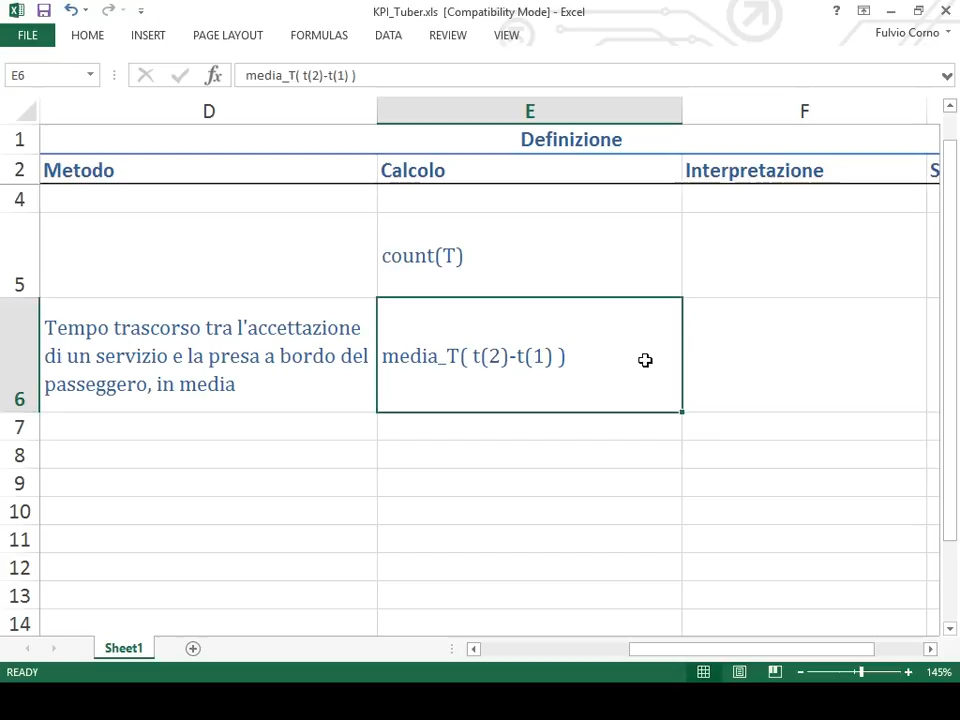 KPI_Tuber.xls [Compatibility Mode] - Excel
?
FILE HOME INSERT PAGE LAYOUT FORMULAS DATA REVIEW VIEW Fulvio Corno
E6 fx media_T( t(2)-t(1) )
D E F
1 Definizione
2 Metodo Calcolo Interpretazione S
4
5 count(T)
Tempo trascorso tra l'accettazione
di un servizio e la presa a bordo del media_T( t(2)-t(1) )
6 passeggero, in media
7
8
9
10
11
12
13
14
Sheet1
READY 145%